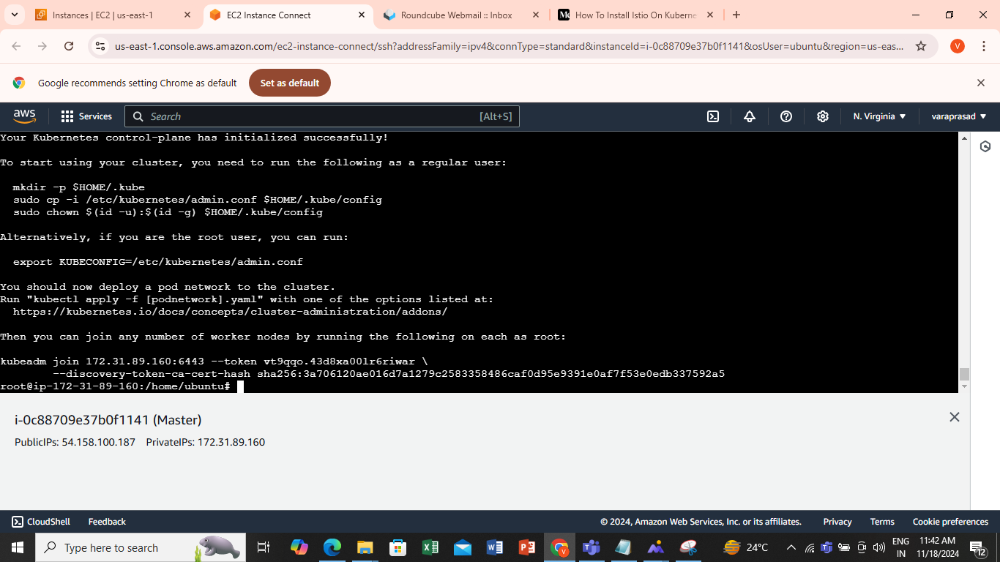 Instances | EC2 | us-east-1
EC2 Instance Connect
Roundcube Webmail :: Inbox
How To Install Istio On Kuberne
us-east-1.console.aws.amazon.com/ec2-instance-connect/ssh?addressFamily=ipv4&connType=standard&instanceId=i-0c88709e37b0f1141&osUser=ubuntu&region=us-eas...
V
Google recommends setting Chrome as default
Set as default
aws
Services
Search
[Alt+S]
N. Virginia
varaprasad
Your Kubernetes control-plane has initialized successfully!
To start using your cluster, you need to run the following as a regular user:
mkdir -p $HOME/.kube
sudo cp -i /etc/kubernetes/admin.conf $HOME/.kube/config
sudo chown $(id -u):$(id -g) $HOME/.kube/config
Alternatively, if you are the root user, you can run:
export KUBECONFIG=/etc/kubernetes/admin.conf
You should now deploy a pod network to the cluster.
Run "kubectl apply -f [podnetwork].yaml" with one of the options listed at:
https://kubernetes.io/docs/concepts/cluster-administration/addons/
Then you can join any number of worker nodes by running the following on each as root:
kubeadm join 172.31.89.160:6443 --token vt9qqo.43d8xa00lr6riwar \
--discovery-token-ca-cert-hash sha256:3a706120ae016d7a1279c2583358486caf0d95e9391e0af7f53e0edb337592a5
root@ip-172-31-89-160:/home/ubuntu#
i-0c88709e37b0f1141 (Master)
PublicIPs: 54.158.100.187 PrivateIPs: 172.31.89.160
CloudShell
Feedback
© 2024, Amazon Web Services, Inc. or its affiliates.
Privacy
Terms
Cookie preferences
Type here to search
24°C
ENG
IN
11:42 AM
11/18/2024
12